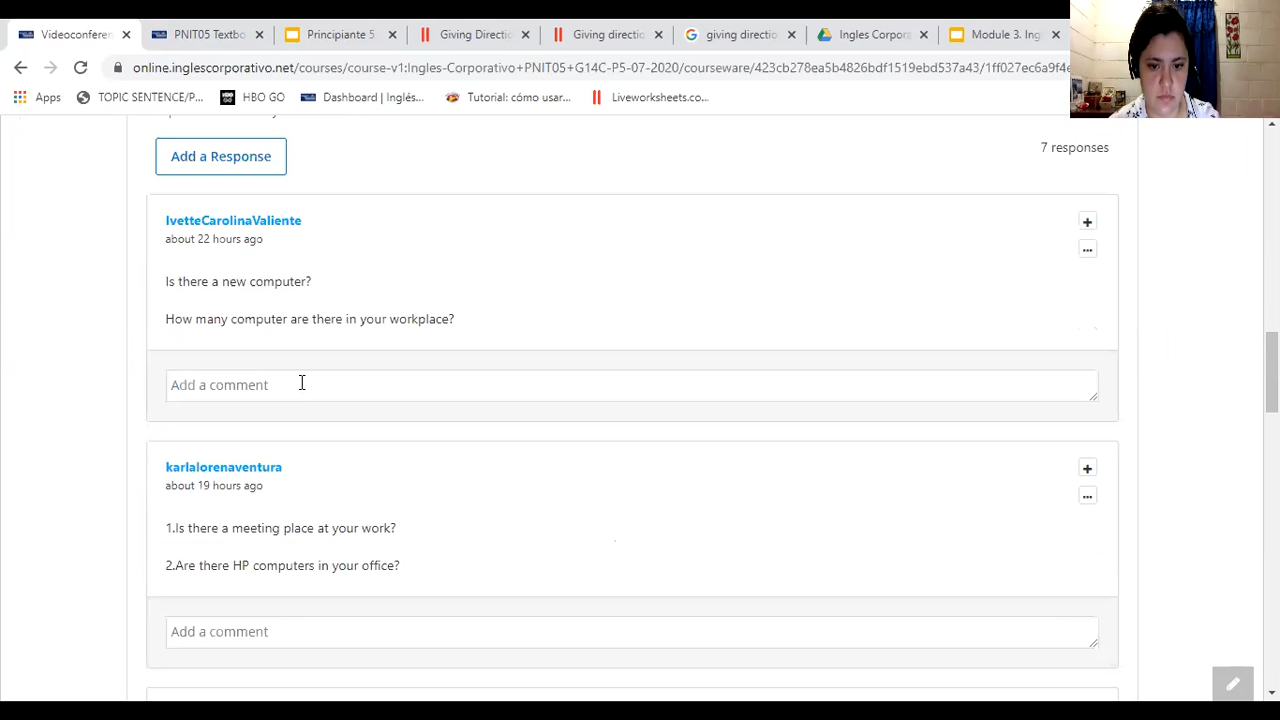 Videoconferen
PNIT05 Textbo
Principiante 5
Giving Directi
Giving directio
giving directio
Ingles Corpora
Module 3. Ing
online.inglescorporativo.net/courses/course-v1:Ingles-Corporativo+PNIT05+G14C-P5-07-2020/courseware/423cb278ea5b4826bdf1519ebd537a43/1ff027ec6a9f4e
Apps
TOPIC SENTENCE/P...
HBO GO
Dashboard | Inglés...
Tutorial: cómo usar...
Liveworksheets.co...
Add a Response
7 responses
IvetteCarolinaValiente
about 22 hours ago
Is there a new computer?
How many computer are there in your workplace?
Add a comment
karlalorenaventura
about 19 hours ago
1.Is there a meeting place at your work?
2.Are there HP computers in your office?
Add a comment